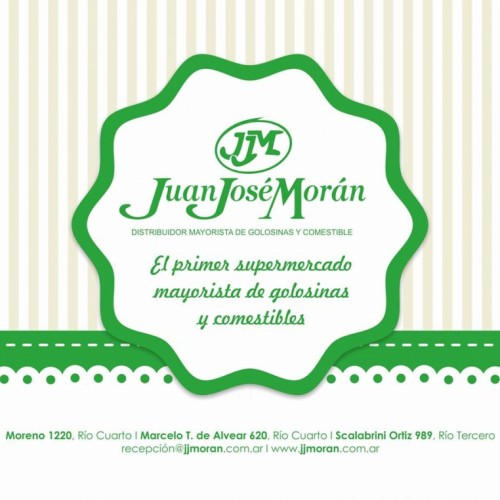 JJM
JuanJoséMorán
DISTRIBUIDOR MAYORISTA DE GOLOSINAS Y COMESTIBLE
El primer supermercado
mayorista de golosinas
y comestibles
Moreno 1220, Río Cuarto I Marcelo T. de Alvear 620, Río Cuarto I Scalabrini Ortiz 989, Río Tercero
recepción@jjmoran.com.ar I www.jjmoran.com.ar